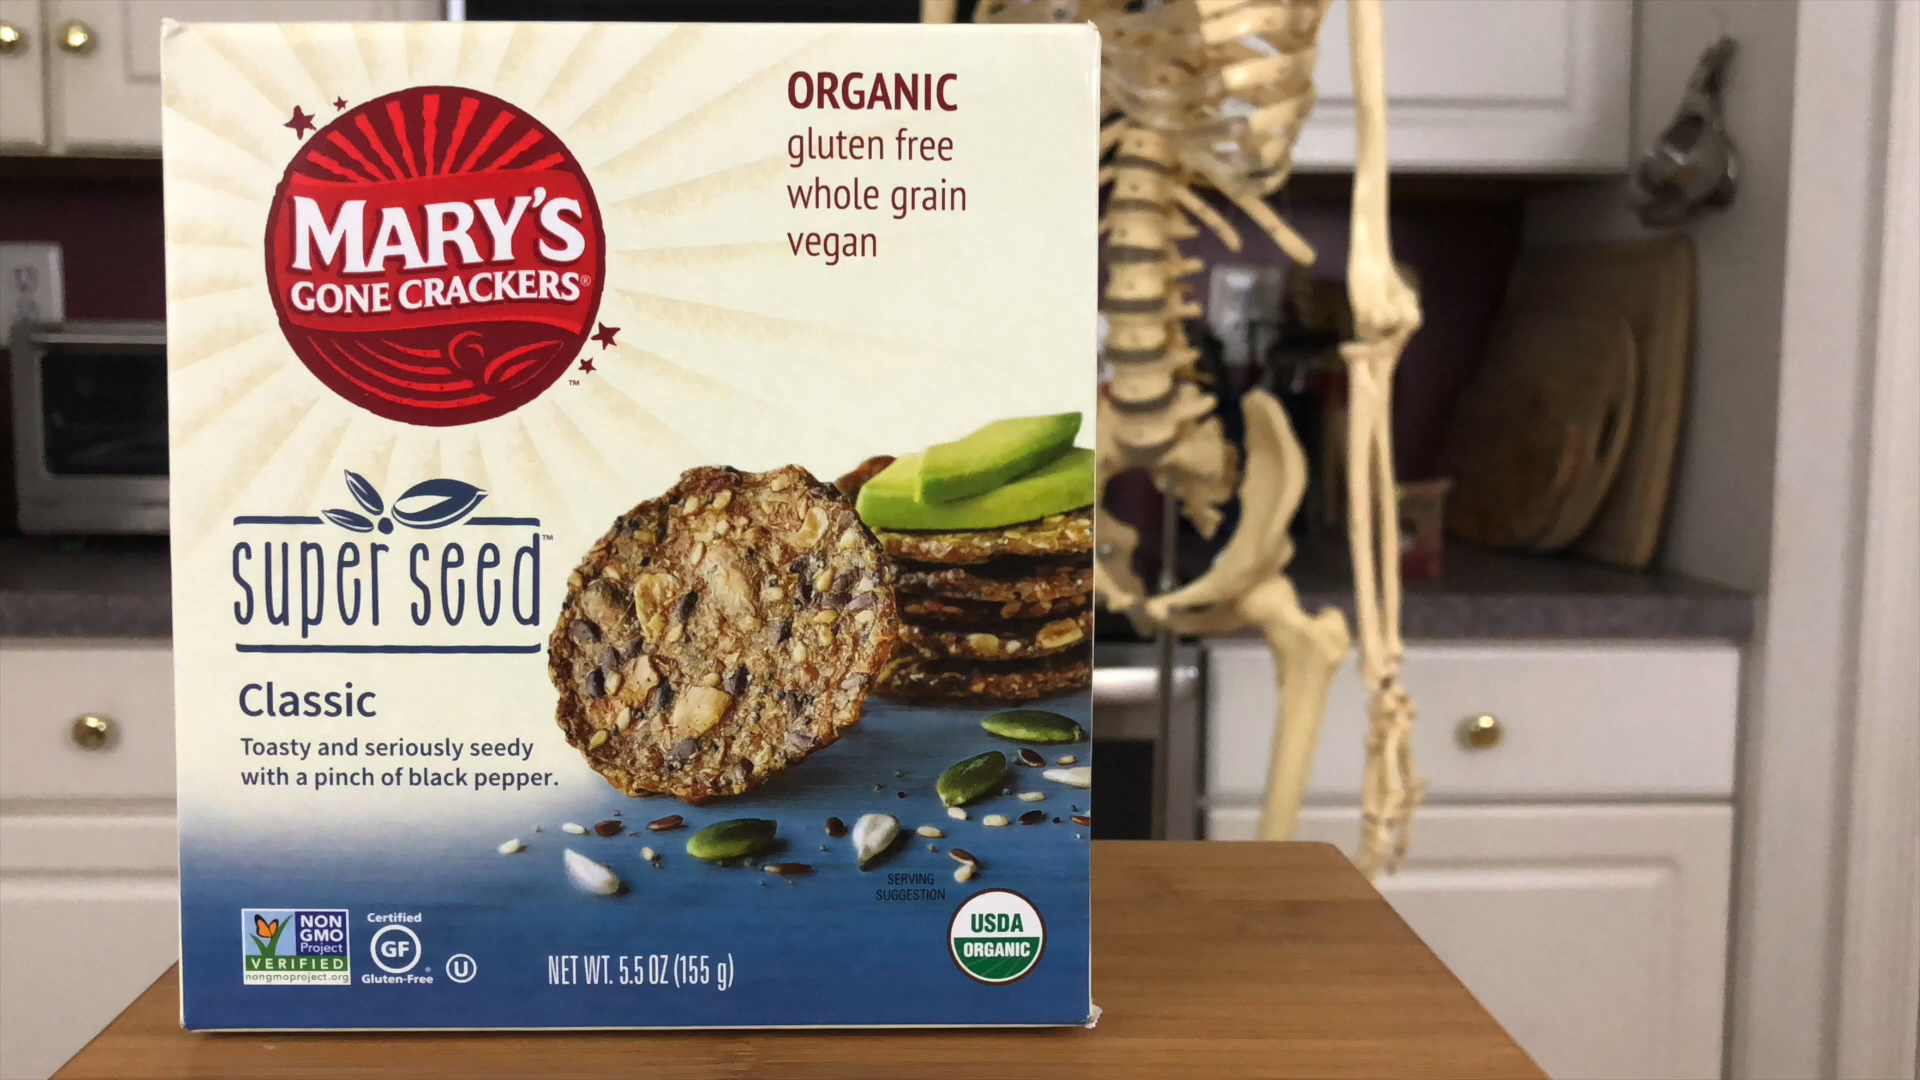 MARY'S
GONE CRACKERS®
™
ORGANIC
gluten free
whole grain
vegan
super seed™
Classic
Toasty and seriously seedy
with a pinch of black pepper.
SERVING
SUGGESTION
NON
GMO
Project
VERIFIED
nongmoproject.org
Certified
GF
Gluten-Free®
U
NET WT. 5.5 OZ (155 g)
USDA
ORGANIC